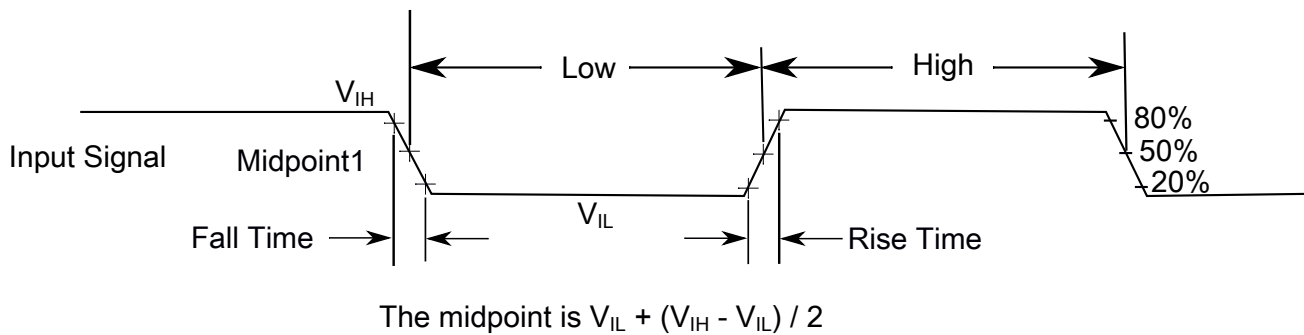 Low
High
V_IH
80%
Input Signal
Midpoint1
50%
20%
V_IL
Fall Time
Rise Time
The midpoint is V_IL + (V_IH - V_IL) / 2